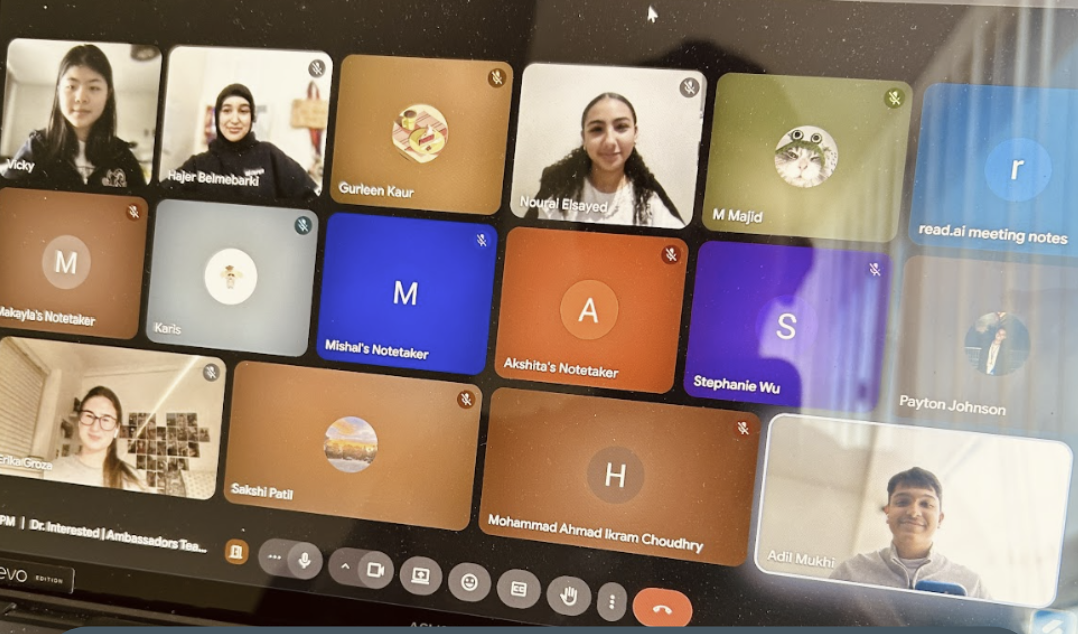 Vicky
Hajer Belmebarki
Gurleen Kaur
Noural Elsayed
M Majid
r
read.ai meeting notes
M
Makayla's Notetaker
Karis
M
Mishal's Notetaker
A
Akshita's Notetaker
S
Stephanie Wu
Payton Johnson
Erika Groza
Sakshi Patil
H
Mohammad Ahmad Ikram Choudhry
Adil Mukhi
PM | Dr. Interested | Ambassadors Tea...
CC
evo EDITION